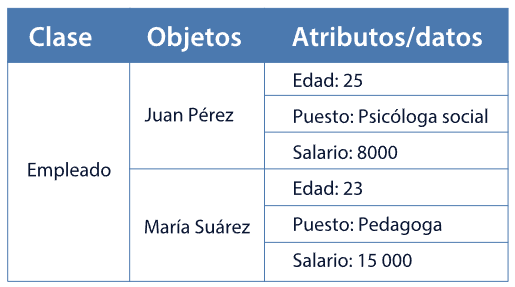 Clase Objetos Atributos/datos
Edad: 25
Juan Pérez
Puesto: Psicóloga social
Salario: 8000
Empleado
Edad: 23
María Suárez
Puesto: Pedagoga
Salario: 15 000